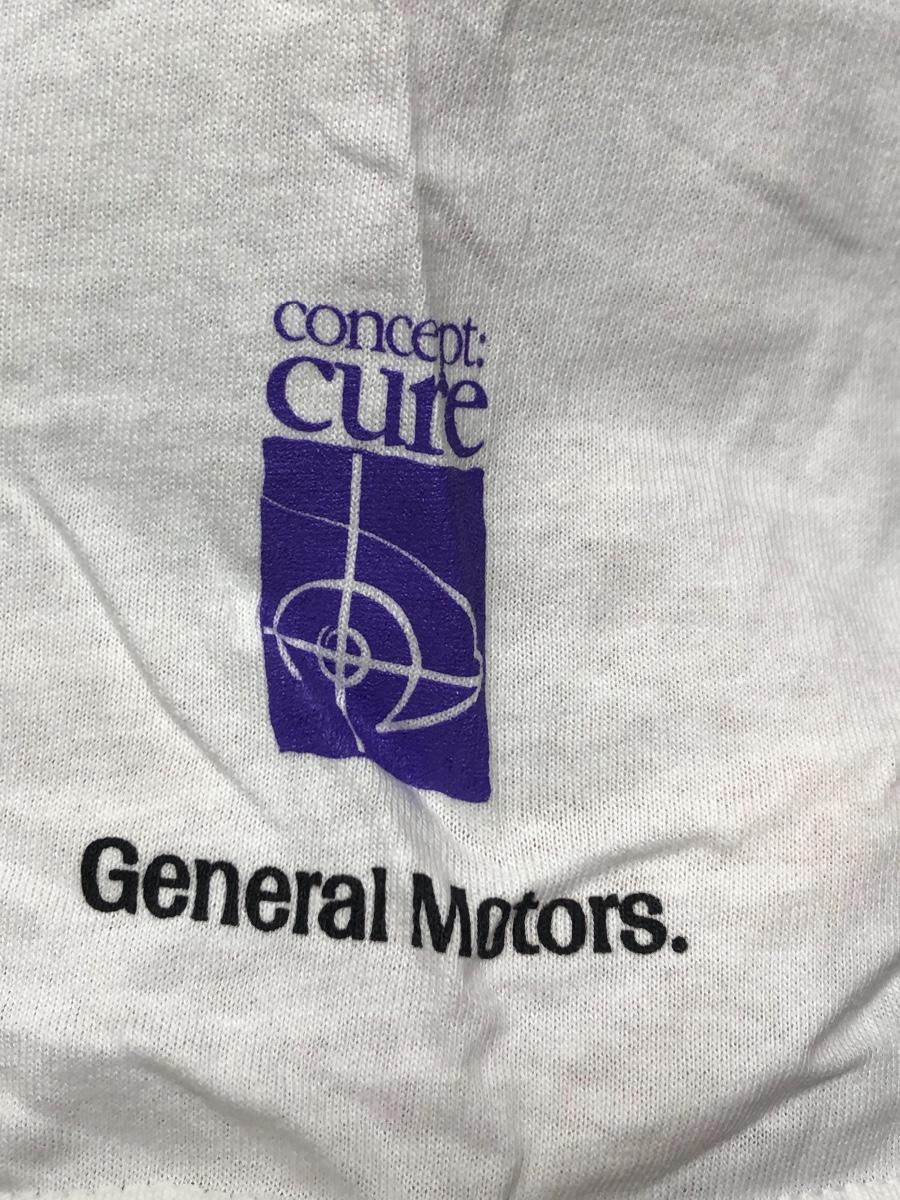 concept:
cure
General Motors.